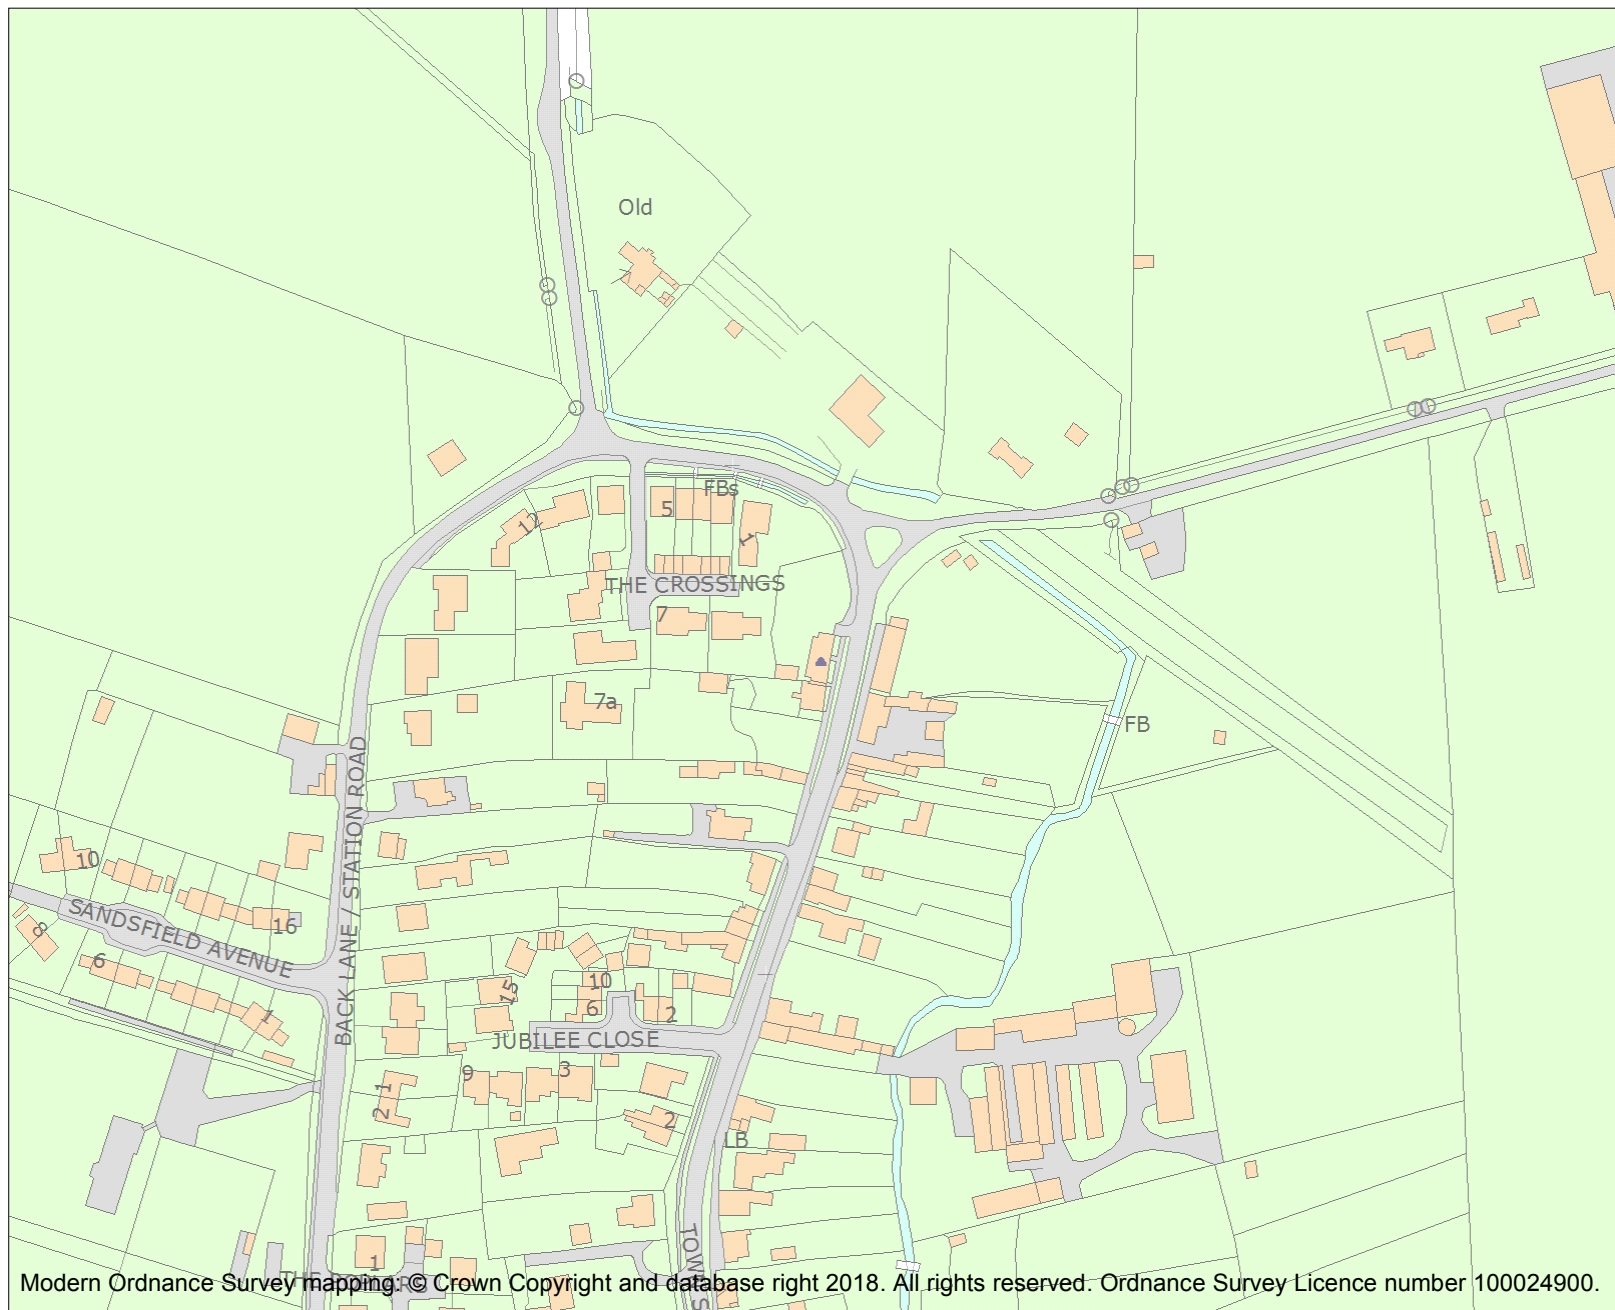 Old
FBs
5
12
1
THE CROSSINGS
7
7a
FB
BACK LANE / STATION ROAD
10
16
SANDSFIELD AVENUE
8
6
1
15
10
6
2
JUBILEE CLOSE
9
3
1
2
2
LB
1
Modern Ordnance Survey mapping: © Crown Copyright and database right 2018. All rights reserved. Ordnance Survey Licence number 100024900.